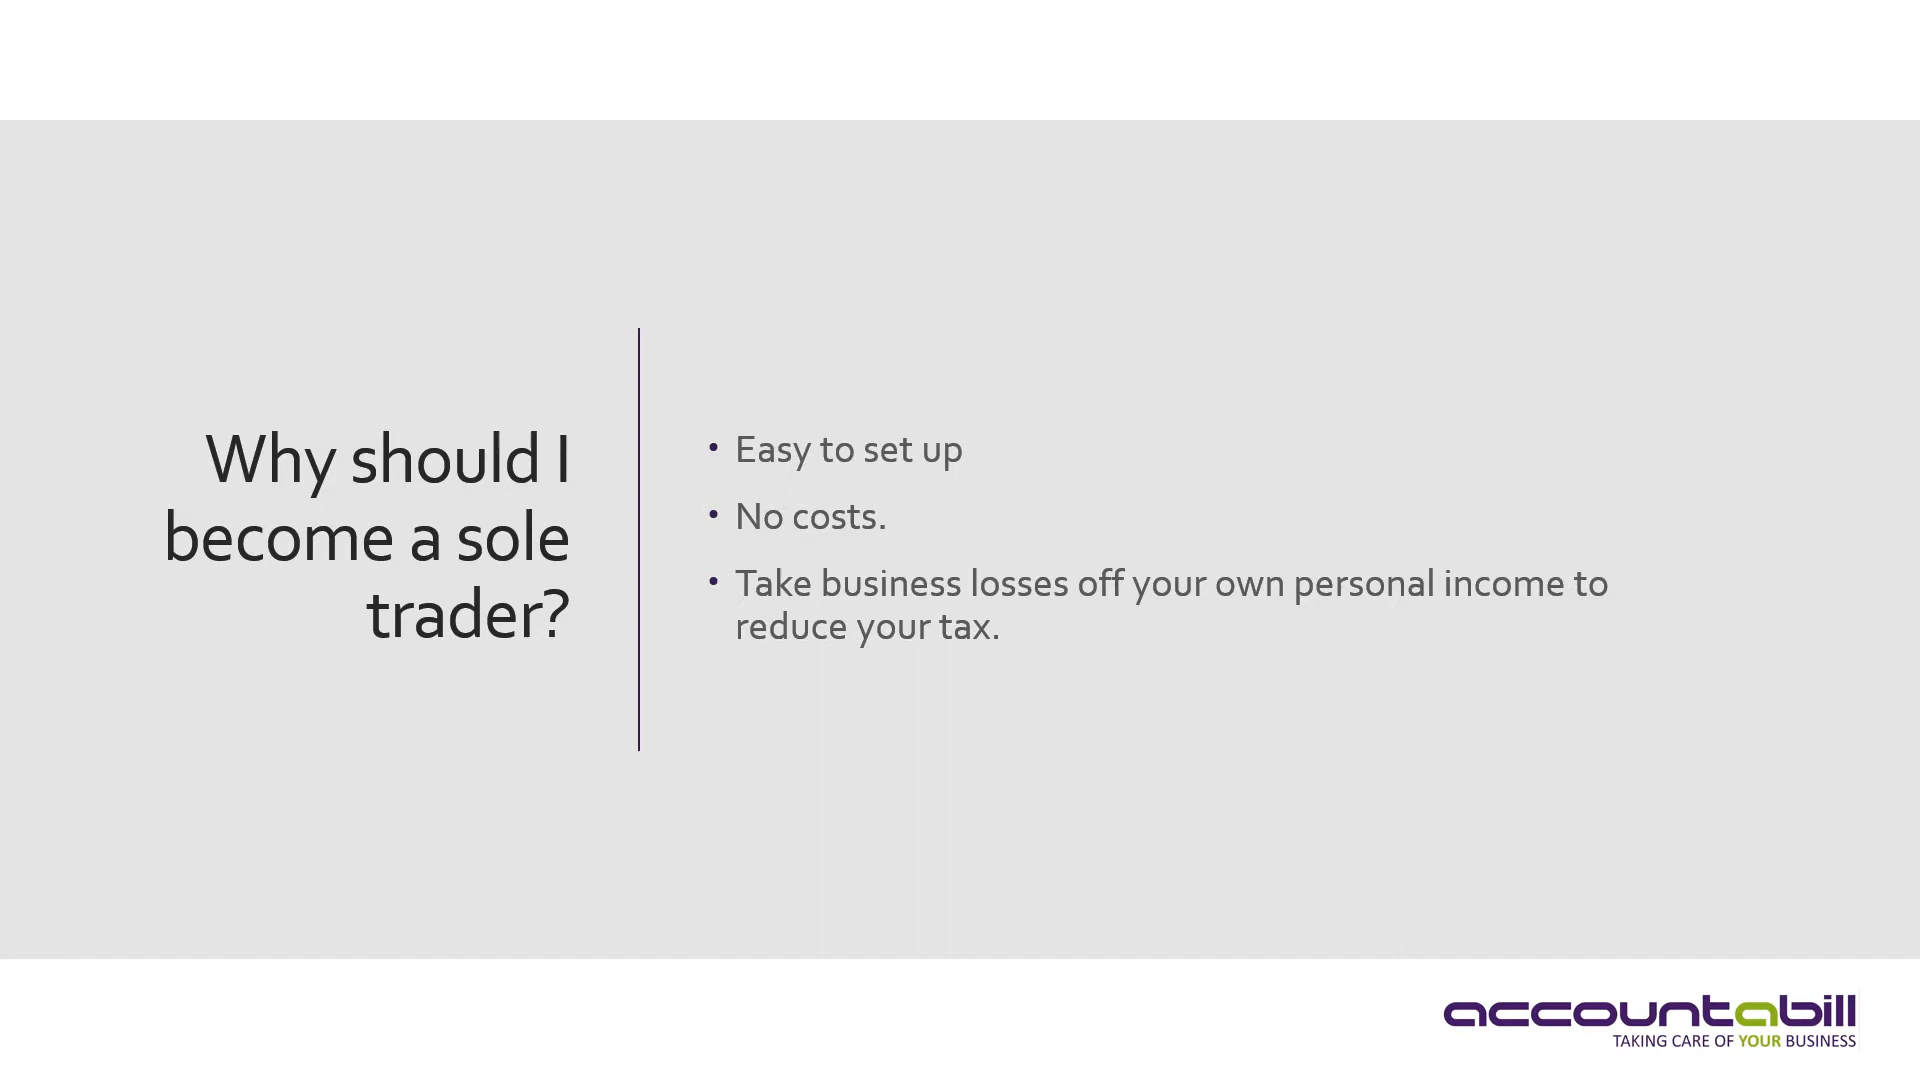 Why should I
become a sole
trader?
• Easy to set up
• No costs.
• Take business losses off your own personal income to
reduce your tax.
accountabill
TAKING CARE OF YOUR BUSINESS